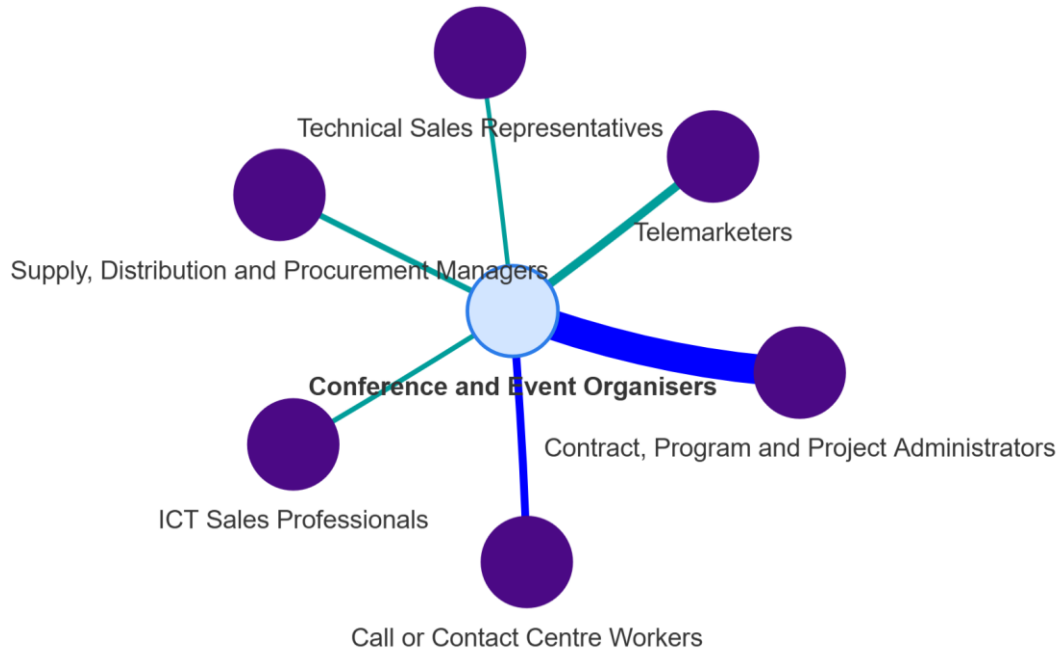 Technical Sales Representatives
Telemarketers
Supply, Distribution and Procurement Managers
Conference and Event Organisers
Contract, Program and Project Administrators
ICT Sales Professionals
Call or Contact Centre Workers